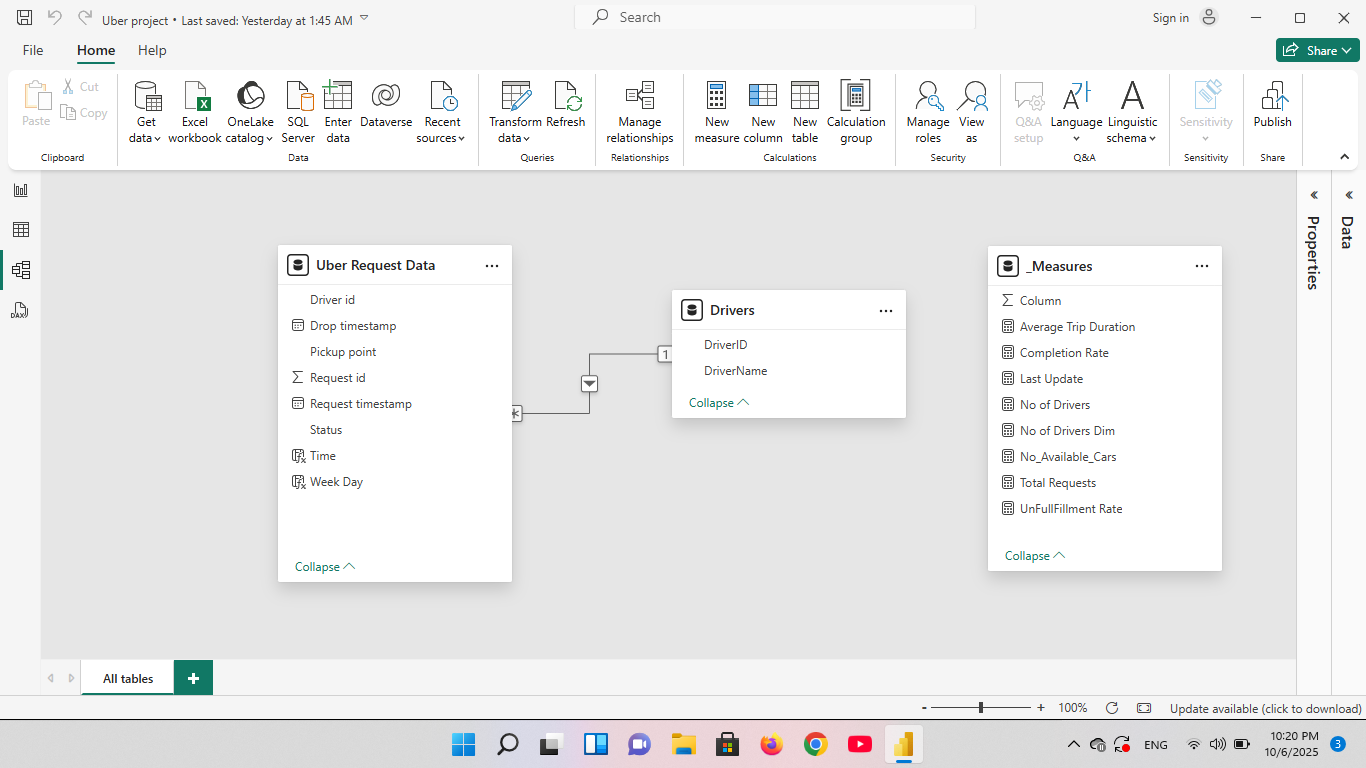 Uber project • Last saved: Yesterday at 1:45 AM
Search
Sign in
File
Home
Help
Share
Paste
Cut
Copy
Clipboard
Get
data
Excel
workbook
OneLake
catalog
SQL
Server
Enter
data
Dataverse
Recent
sources
Data
Transform
data
Refresh
Queries
Manage
relationships
Relationships
New
measure
New
column
New
table
Calculation
group
Calculations
Manage
roles
View
as
Security
Q&A
setup
Language
Linguistic
schema
Q&A
Sensitivity
Sensitivity
Publish
Share
DAX
Uber Request Data
Driver id
Drop timestamp
Pickup point
Request id
Request timestamp
Status
Time
Week Day
Collapse
*
1
Drivers
DriverID
DriverName
Collapse
_Measures
Column
Average Trip Duration
Completion Rate
Last Update
No of Drivers
No of Drivers Dim
No_Available_Cars
Total Requests
UnFullFillment Rate
Collapse
Properties
Data
All tables
+
- + 100%
Update available (click to download)
ENG
10:20 PM
10/6/2025
3